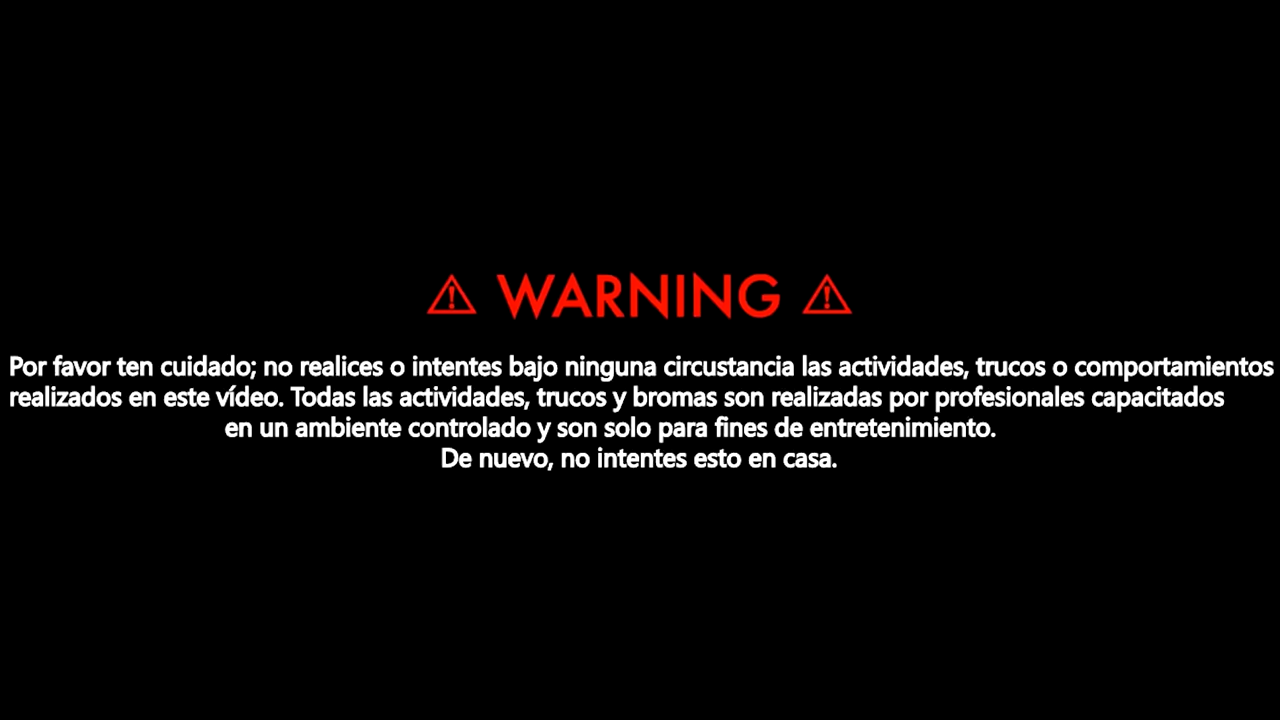 ⚠ WARNING ⚠
Por favor ten cuidado; no realices o intentes bajo ninguna circustancia las actividades, trucos o comportamientos
realizados en este vídeo. Todas las actividades, trucos y bromas son realizadas por profesionales capacitados
en un ambiente controlado y son solo para fines de entretenimiento.
De nuevo, no intentes esto en casa.